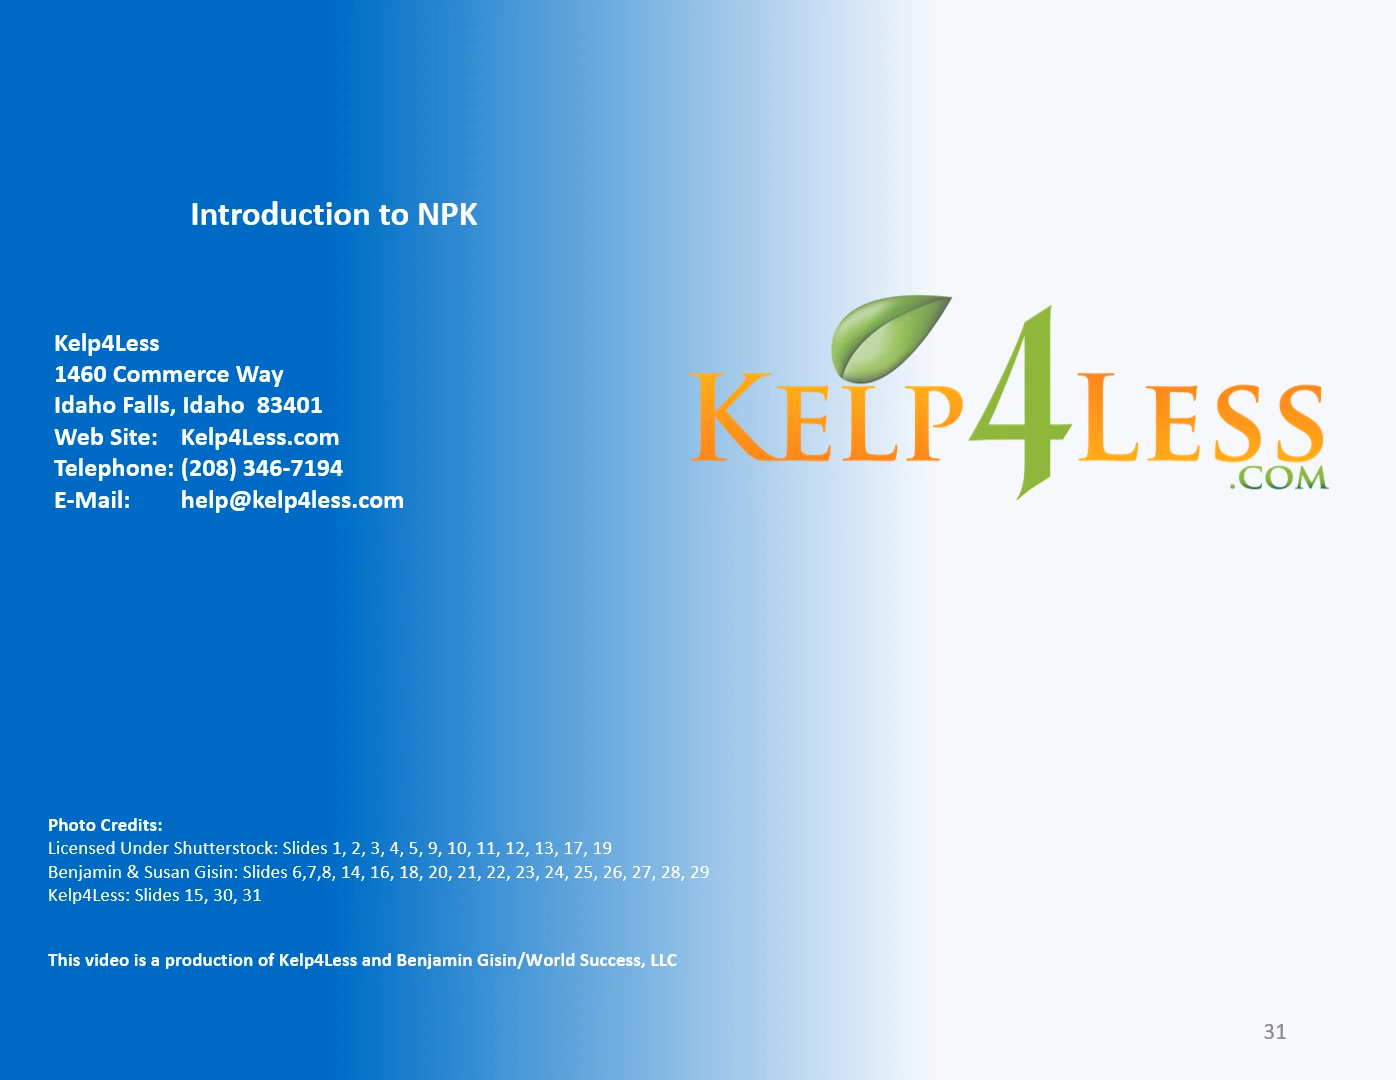 Introduction to NPK
Kelp4Less
1460 Commerce Way
Idaho Falls, Idaho 83401
Web Site: Kelp4Less.com
Telephone: (208) 346-7194
E-Mail: help@kelp4less.com
KELP4LESS
.COM
Photo Credits:
Licensed Under Shutterstock: Slides 1, 2, 3, 4, 5, 9, 10, 11, 12, 13, 17, 19
Benjamin & Susan Gisin: Slides 6,7,8, 14, 16, 18, 20, 21, 22, 23, 24, 25, 26, 27, 28, 29
Kelp4Less: Slides 15, 30, 31
This video is a production of Kelp4Less and Benjamin Gisin/World Success, LLC
31